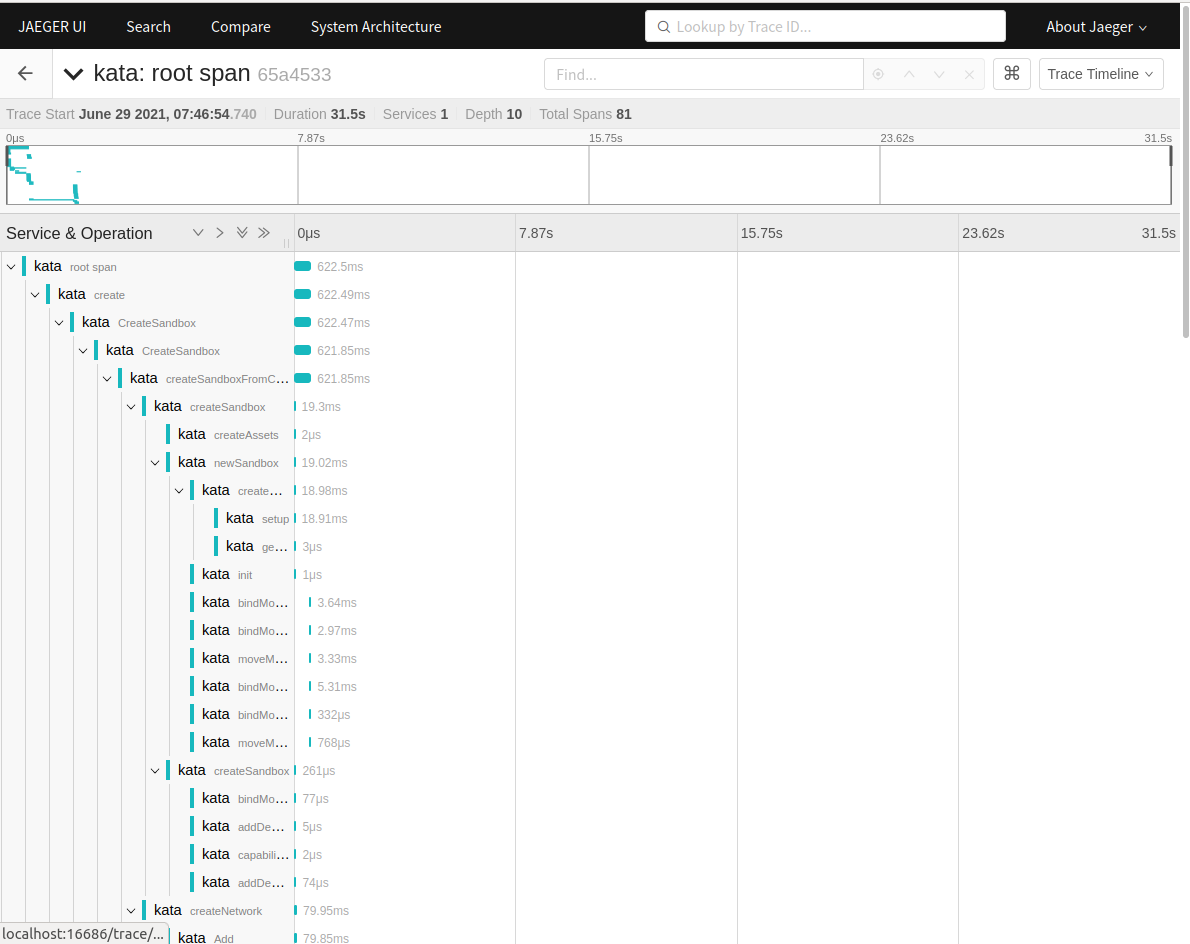 JAEGER UI Search Compare System Architecture Lookup by Trace ID... About Jaeger
kata: root span 65a4533 Find... ⌘ Trace Timeline
Trace Start June 29 2021, 07:46:54.740 Duration 31.5s Services 1 Depth 10 Total Spans 81
0μs 7.87s 15.75s 23.62s 31.5s
Service & Operation 0μs 7.87s 15.75s 23.62s 31.5s
kata root span 622.5ms
kata create 622.49ms
kata CreateSandbox 622.47ms
kata CreateSandbox 621.85ms
kata createSandboxFromC... 621.85ms
kata createSandbox 19.3ms
kata createAssets 2μs
kata newSandbox 19.02ms
kata create... 18.98ms
kata setup 18.91ms
kata ge... 3μs
kata init 1μs
kata bindMo... 3.64ms
kata bindMo... 2.97ms
kata moveM... 3.33ms
kata bindMo... 5.31ms
kata bindMo... 332μs
kata moveM... 768μs
kata createSandbox 261μs
kata bindMo... 77μs
kata addDe... 5μs
kata capabili... 2μs
kata addDe... 74μs
kata createNetwork 79.95ms
localhost:16686/trace/... kata Add 79.85ms